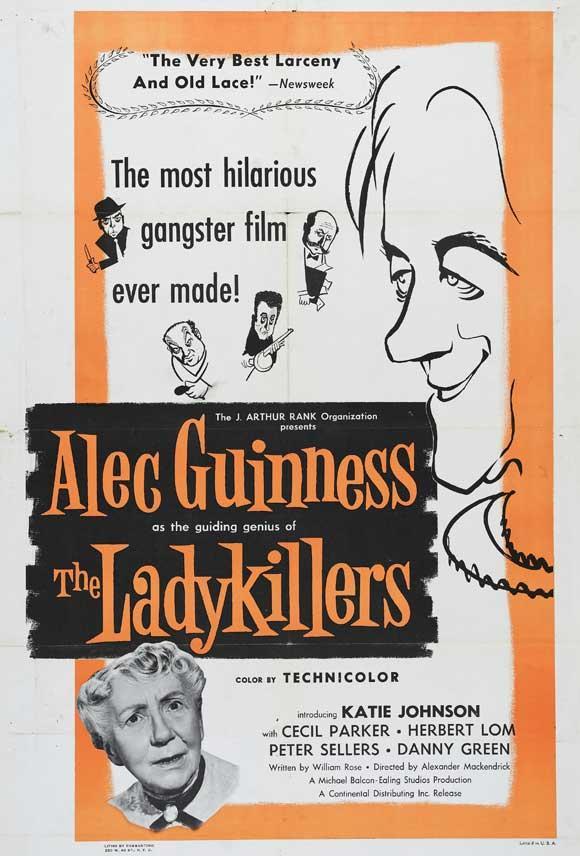 "The Very Best Larceny
And Old Lace!" —Newsweek
The most hilarious
gangster film
ever made!
The J. ARTHUR RANK Organization
presents
ALEC GUINNESS
as the guiding genius of
THE LADYKILLERS
COLOR BY TECHNICOLOR
introducing KATIE JOHNSON
with CECIL PARKER • HERBERT LOM
PETER SELLERS • DANNY GREEN
Written by William Rose • Directed by Alexander Mackendrick
A Michael Balcon-Ealing Studios Production
A Continental Distributing Inc. Release